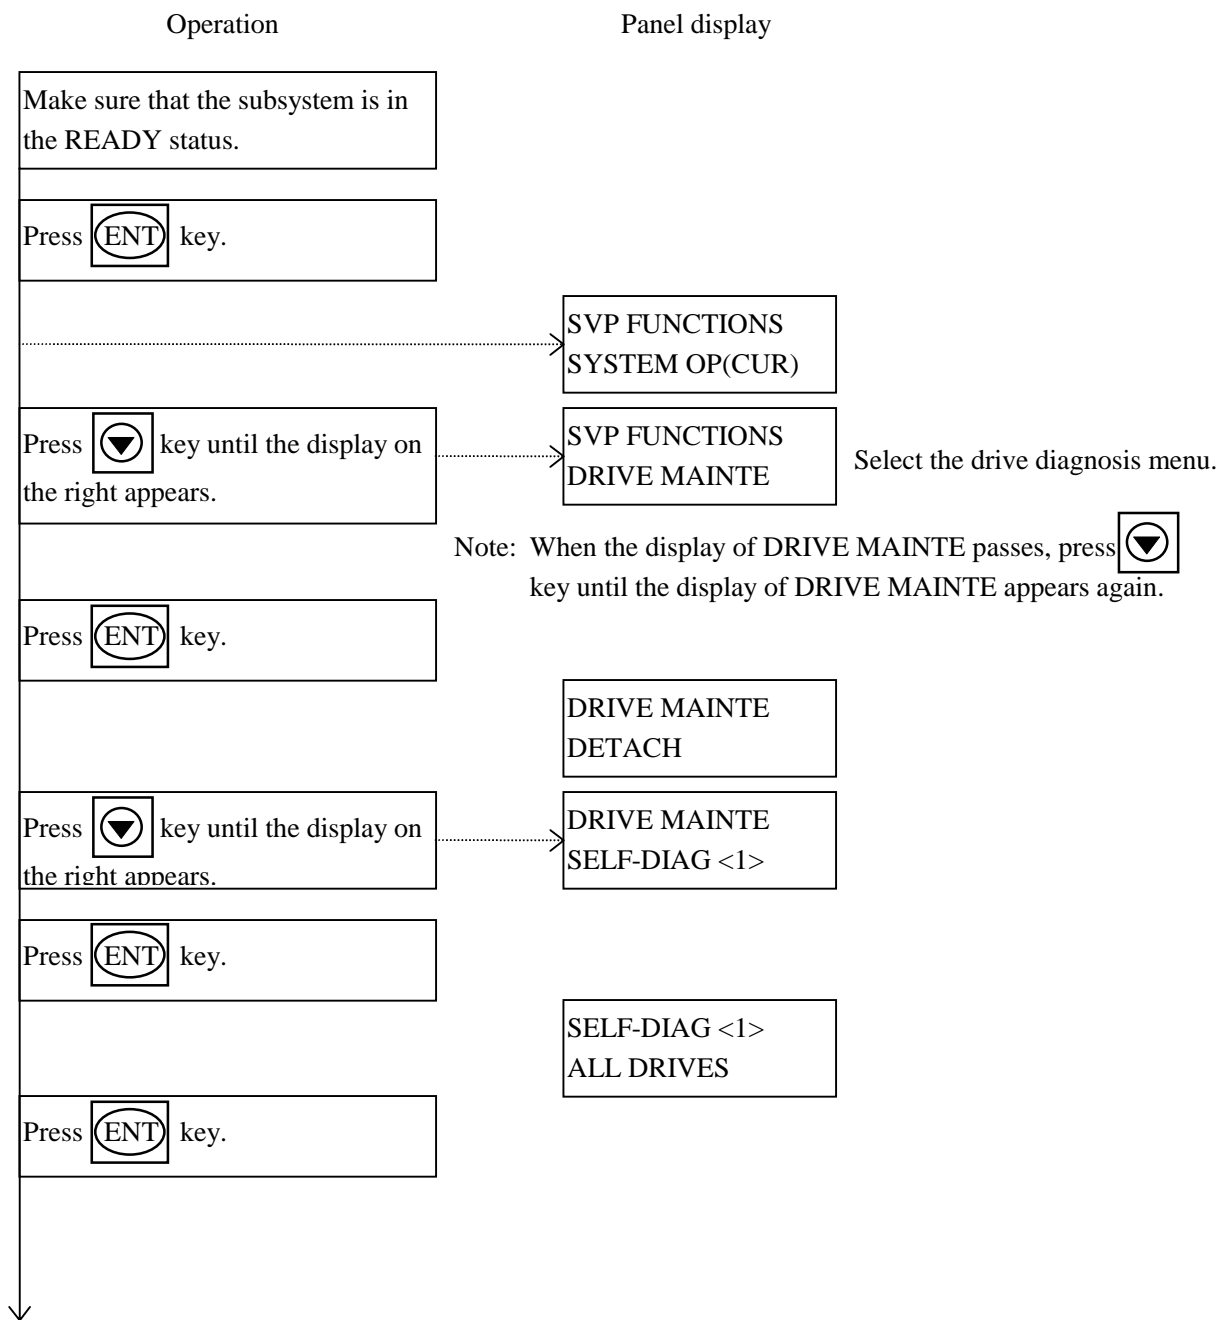 Operation Panel display
Make sure that the subsystem is in
the READY status.
Press ENT key.
SVP FUNCTIONS
SYSTEM OP(CUR)
Press key until the display on
the right appears.
SVP FUNCTIONS
DRIVE MAINTE
Select the drive diagnosis menu.
Note: When the display of DRIVE MAINTE passes, press
key until the display of DRIVE MAINTE appears again.
Press ENT key.
DRIVE MAINTE
DETACH
Press key until the display on
the right appears.
DRIVE MAINTE
SELF-DIAG <1>
Press ENT key.
SELF-DIAG <1>
ALL DRIVES
Press ENT key.